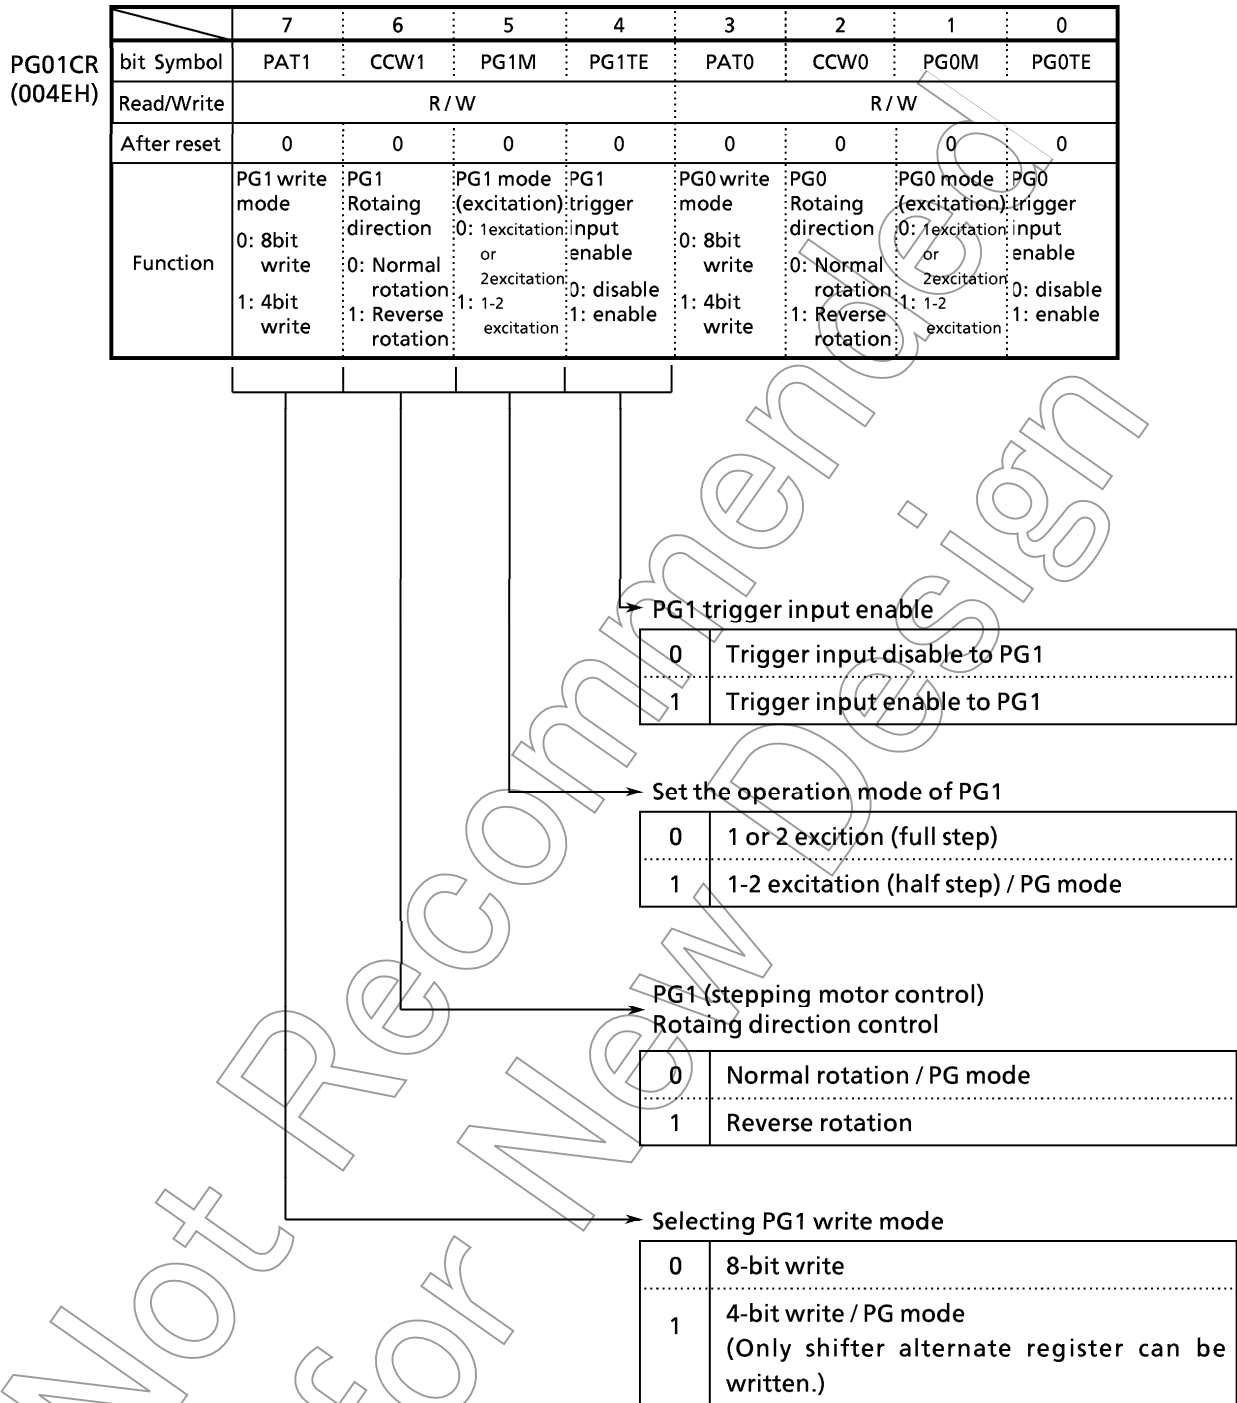 7 6 5 4 3 2 1 0
PG01CR
(004EH)
bit Symbol PAT1 CCW1 PG1M PG1TE PAT0 CCW0 PG0M PG0TE
Read/Write R / W R / W
After reset 0 0 0 0 0 0 0 0
Function
PG1 write
mode
0: 8bit
write
1: 4bit
write
PG1
Rotaing
direction
0: Normal
rotation
1: Reverse
rotation
PG1 mode
(excitation)
0: 1excitation
or
2excitation
1: 1-2
excitation
PG1
trigger
input
enable
0: disable
1: enable
PG0 write
mode
0: 8bit
write
1: 4bit
write
PG0
Rotaing
direction
0: Normal
rotation
1: Reverse
rotation
PG0 mode
(excitation)
0: 1excitation
or
2excitation
1: 1-2
excitation
PG0
trigger
input
enable
0: disable
1: enable
PG1 trigger input enable
0 Trigger input disable to PG1
1 Trigger input enable to PG1
Set the operation mode of PG1
0 1 or 2 excition (full step)
1 1-2 excitation (half step) / PG mode
PG1 (stepping motor control)
Rotaing direction control
0 Normal rotation / PG mode
1 Reverse rotation
Selecting PG1 write mode
0 8-bit write
1 4-bit write / PG mode
(Only shifter alternate register can be
written.)
Not Recommended
for New Design